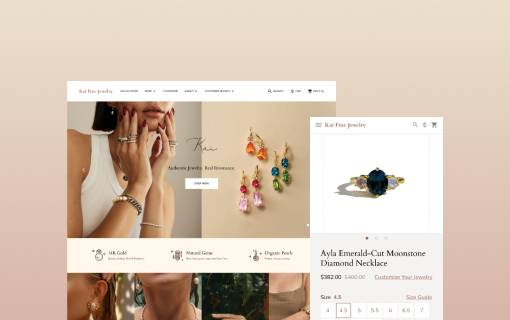 Kai Fine Jewelry
COLLECTIONS SHOP CUSTOMIZE ABOUT CUSTOMER SERVICE SEARCH $ USD CART (0)
Kai
Authentic Jewelry. Real Resonance.
SHOP NOW
14K Gold
Natural Gems
Organic Pearls
Kai Fine Jewelry
$
Ayla Emerald-Cut Moonstone
Diamond Necklace
$382.00 $400.00 Customize Your Jewelry
Size 4.5 Size Guide
4 4.5 5 5.5 6 6.5 7